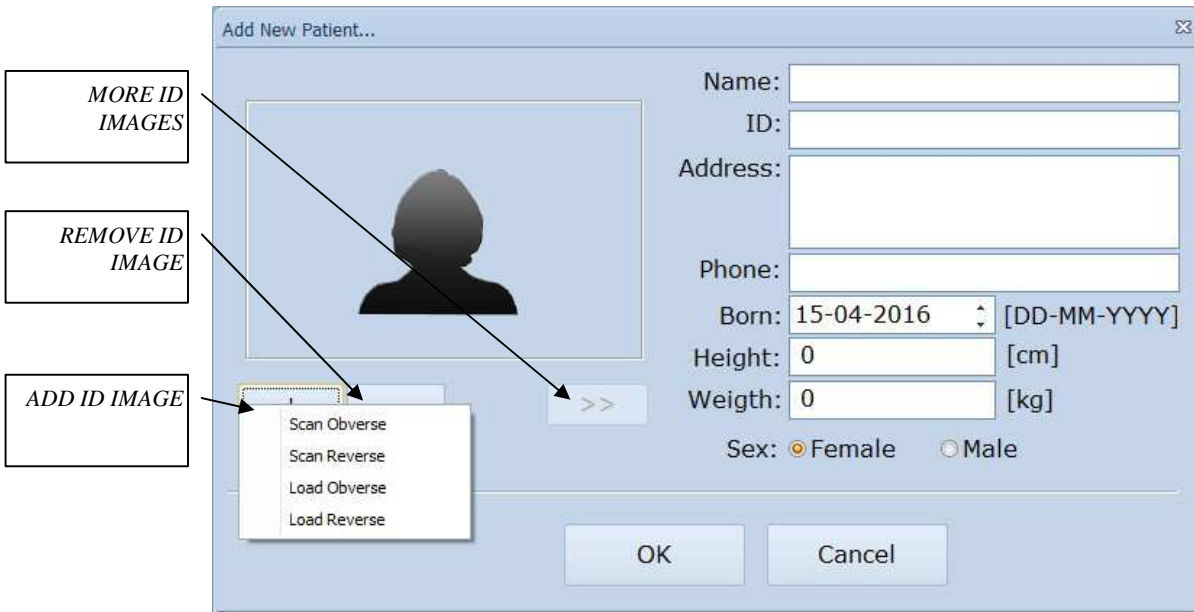 Add New Patient...
MORE ID
IMAGES
REMOVE ID
IMAGE
ADD ID IMAGE
Name:
ID:
Address:
Phone:
Born: 15-04-2016 [DD-MM-YYYY]
Height: 0 [cm]
>> Weigth: 0 [kg]
Sex: Female Male
Scan Obverse
Scan Reverse
Load Obverse
Load Reverse
OK Cancel